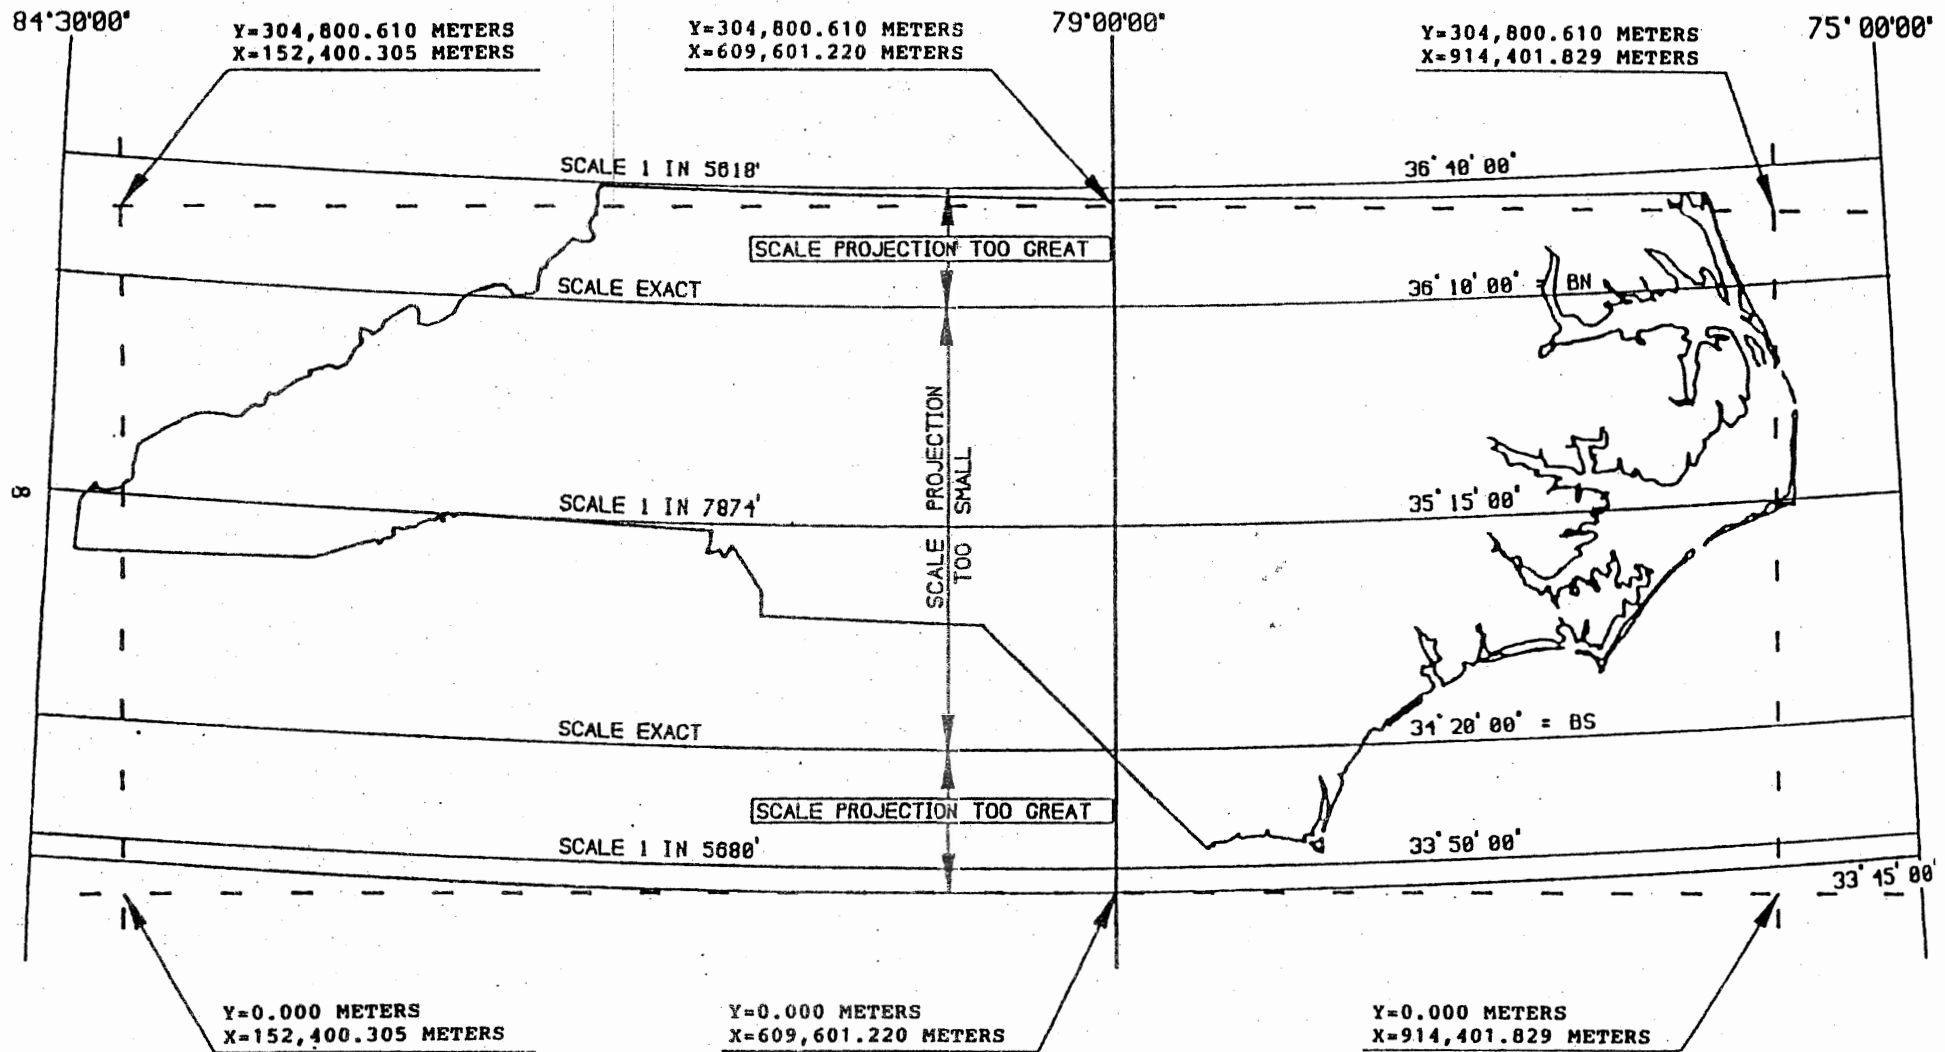 84°30'00"
79°00'00"
75°00'00"
Y=304,800.610 METERS
X=152,400.305 METERS
Y=304,800.610 METERS
X=609,601.220 METERS
Y=304,800.610 METERS
X=914,401.829 METERS
SCALE 1 IN 5618'
36°40'00"
SCALE PROJECTION TOO GREAT
SCALE EXACT
36°10'00" = BN
SCALE PROJECTION
TOO SMALL
8
SCALE 1 IN 7874'
35°15'00"
SCALE EXACT
34°20'00" = BS
SCALE PROJECTION TOO GREAT
SCALE 1 IN 5680'
33°50'00"
33°45'00"
Y=0.000 METERS
X=152,400.305 METERS
Y=0.000 METERS
X=609,601.220 METERS
Y=0.000 METERS
X=914,401.829 METERS